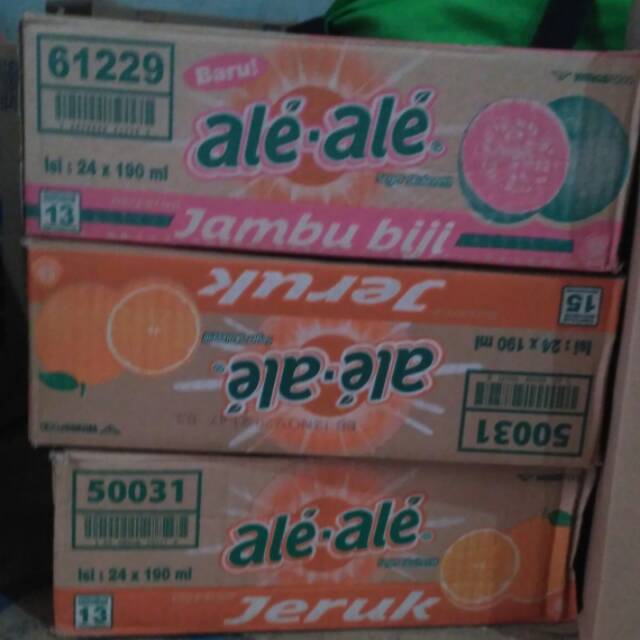 61229
Baru!
alé·alé
Isi : 24 x 190 ml
13
Jambu biji
Jeruk
15
Isi : 24 x 190 ml
alé·alé
50031
50031
alé·alé
Isi : 24 x 190 ml
13
Jeruk